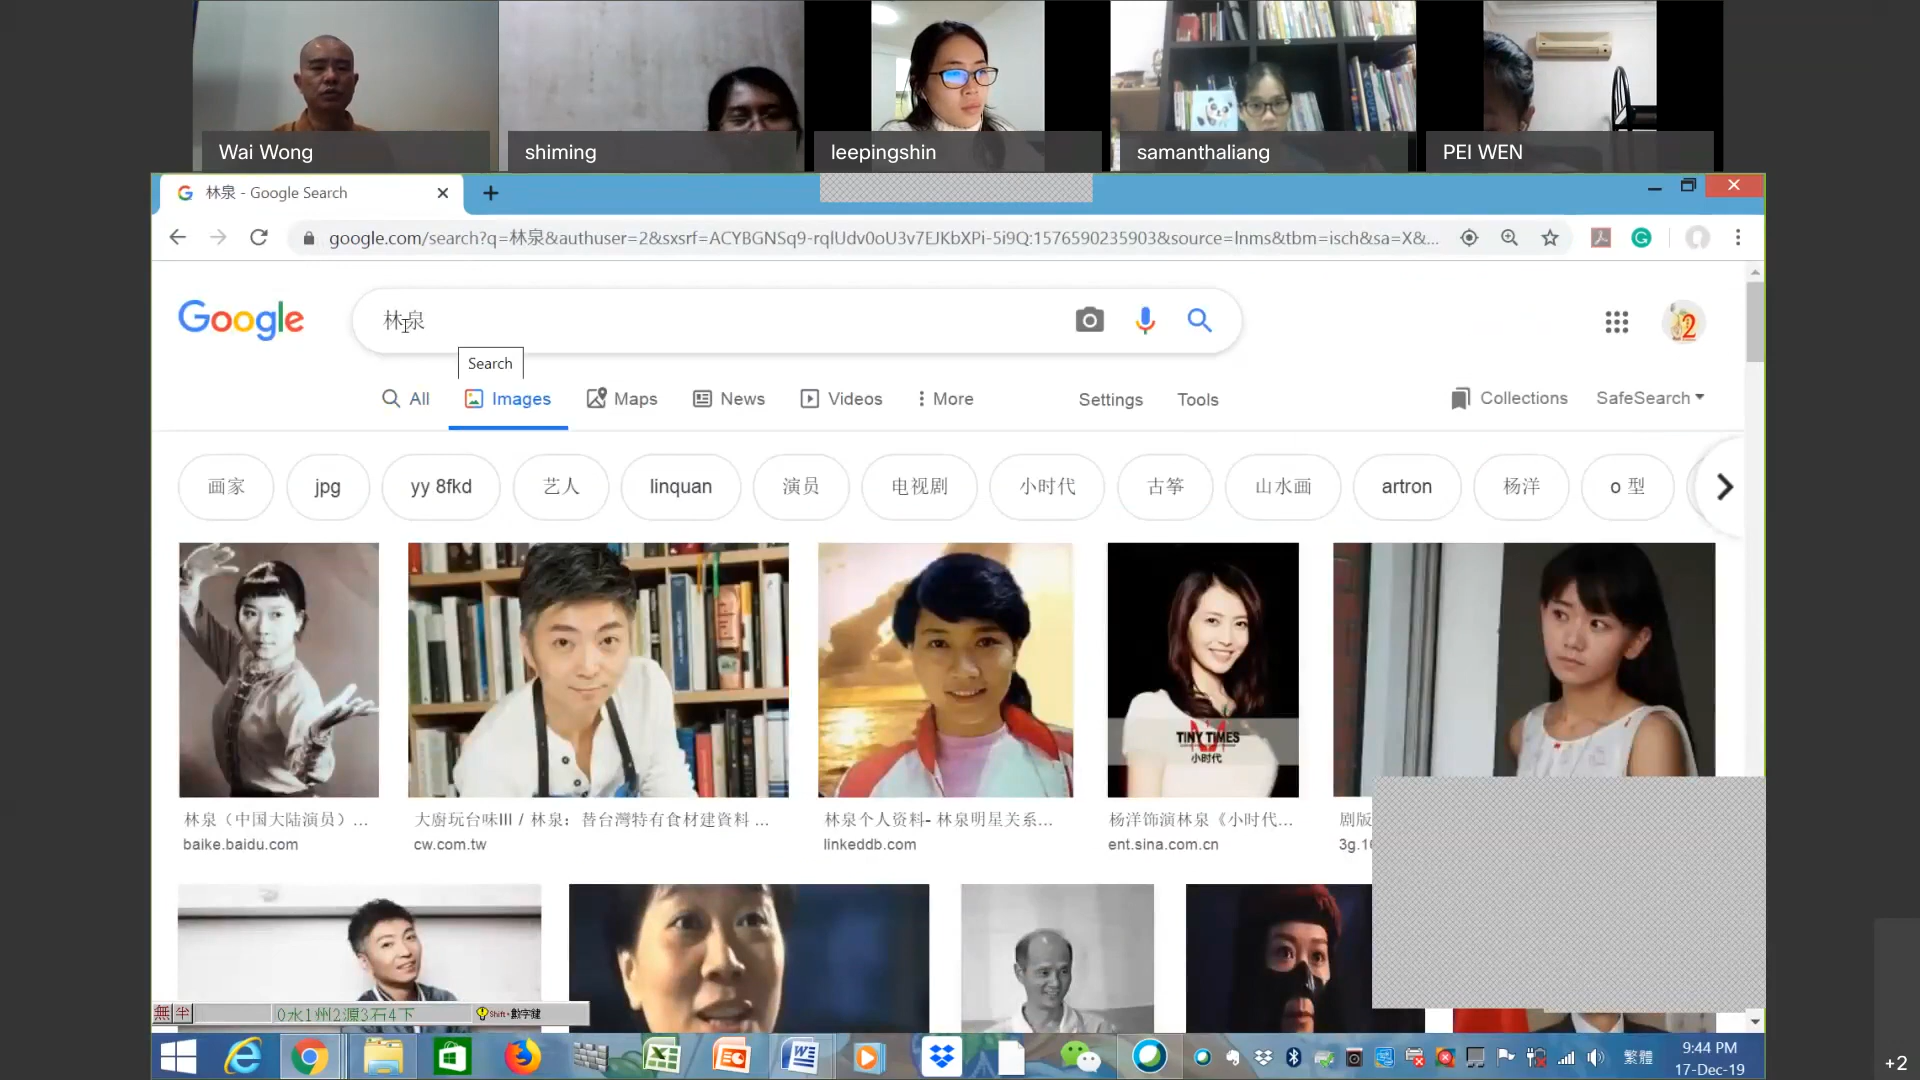 Wai Wong
shiming
leepingshin
samanthaliang
PEI WEN
林泉 - Google Search
google.com/search?q=林泉&authuser=2&sxsrf=ACYBGNSq9-rqlUdv0oU3v7EJKbXPi-5i9Q:1576590235903&source=lnms&tbm=isch&sa=X&...
Google
林泉
2
Search
All
Images
Maps
News
Videos
More
Settings
Tools
Collections
SafeSearch
画家
jpg
yy 8fkd
艺人
linquan
演员
电视剧
小时代
古筝
山水画
artron
杨洋
o 型
TINY TIMES
小时代
林泉（中国大陆演员）...
大廚玩台味III / 林泉：替台灣特有食材建資料 ...
林泉个人资料- 林泉明星关系...
杨洋饰演林泉《小时代...
剧版
baike.baidu.com
cw.com.tw
linkeddb.com
ent.sina.com.cn
3g.1
無 半
0水1州2源3石4下
Shift+數字鍵
繁體
9:44 PM
17-Dec-19
+2